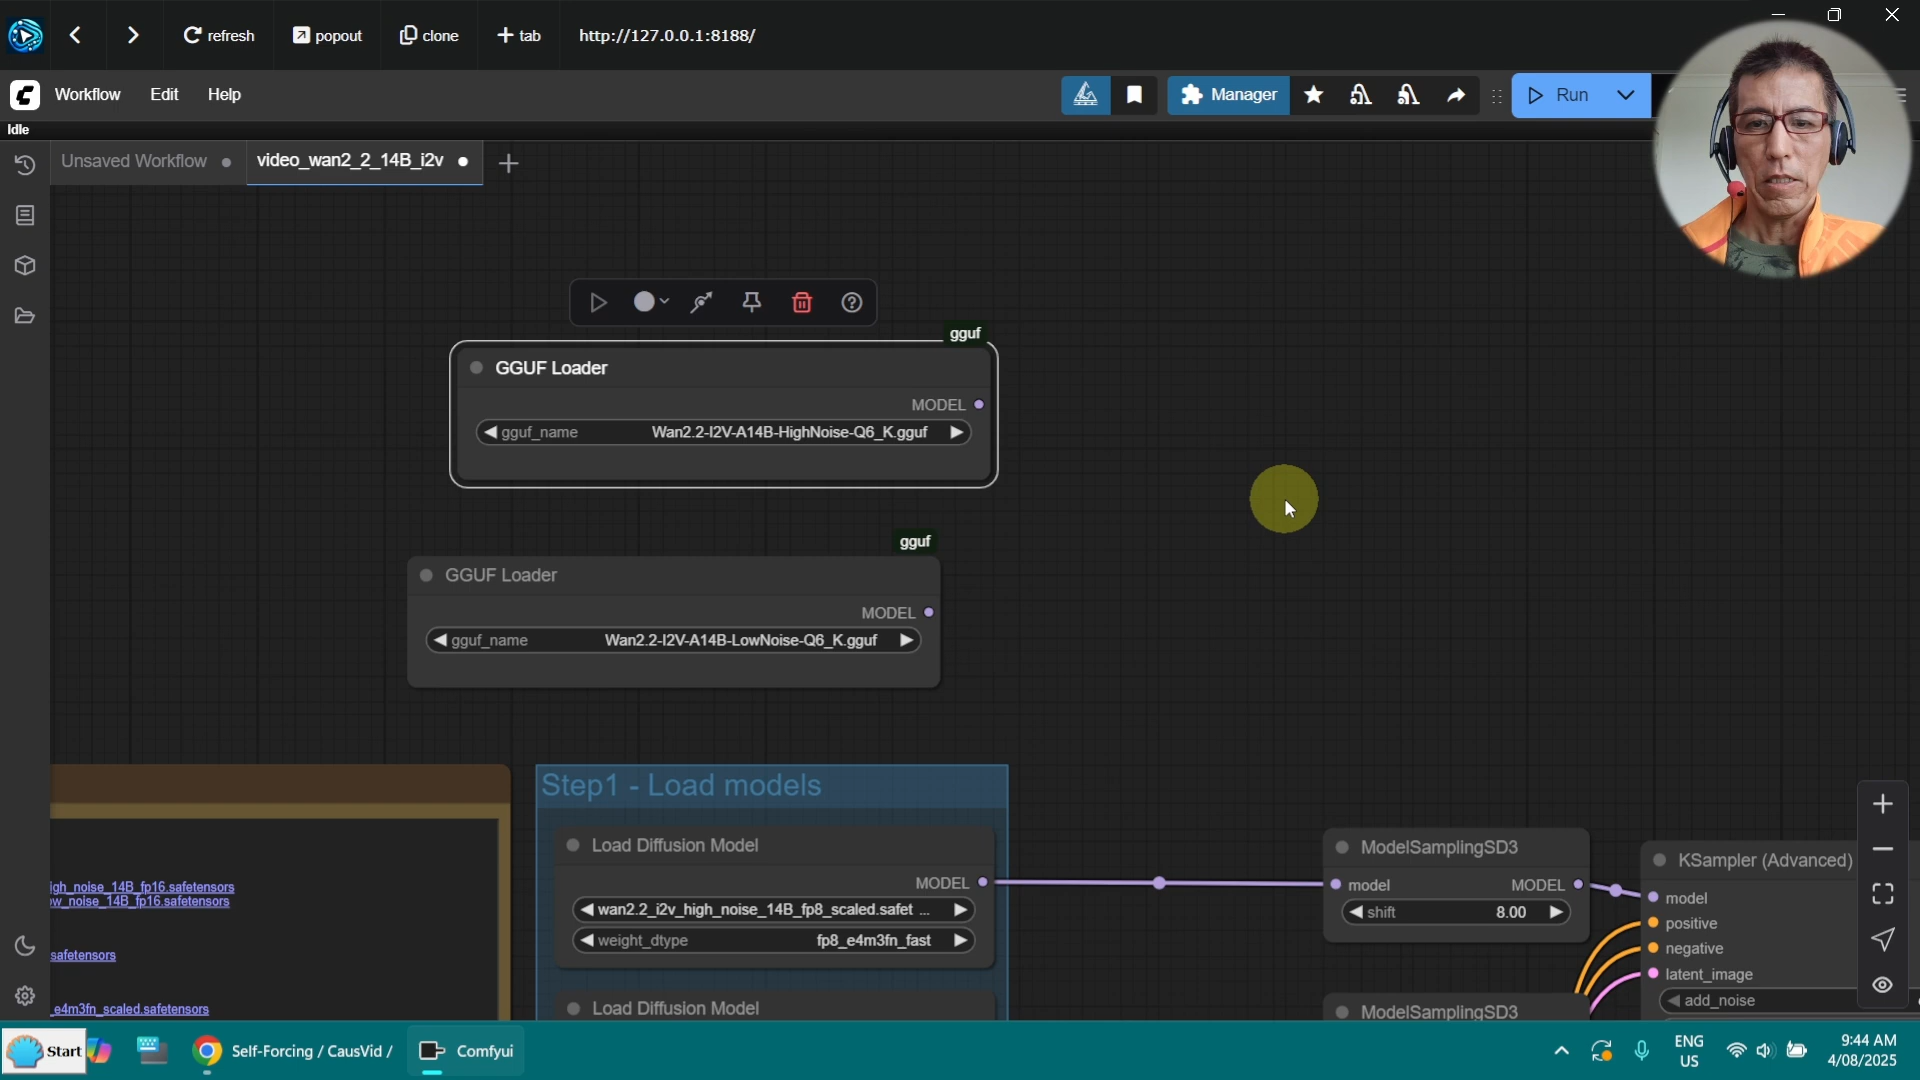 refresh popout clone tab http://127.0.0.1:8188/
Workflow Edit Help Manager Run
Idle
Unsaved Workflow video_wan2_2_14B_i2v
gguf
GGUF Loader
MODEL
gguf_name Wan2.2-I2V-A14B-HighNoise-Q6_K.gguf
gguf
GGUF Loader
MODEL
gguf_name Wan2.2-I2V-A14B-LowNoise-Q6_K.gguf
Step1 - Load models
Load Diffusion Model
MODEL
wan2.2_i2v_high_noise_14B_fp8_scaled.safet ...
weight_dtype fp8_e4m3fn_fast
Load Diffusion Model
igh_noise_14B_fp16.safetensors
ow_noise_14B_fp16.safetensors
safetensors
_e4m3fn_scaled.safetensors
ModelSamplingSD3
model MODEL
shift 8.00
ModelSamplingSD3
KSampler (Advanced)
model
positive
negative
latent_image
add_noise
Start Self-Forcing / CausVid / Comfyui
ENG
US
9:44 AM
4/08/2025